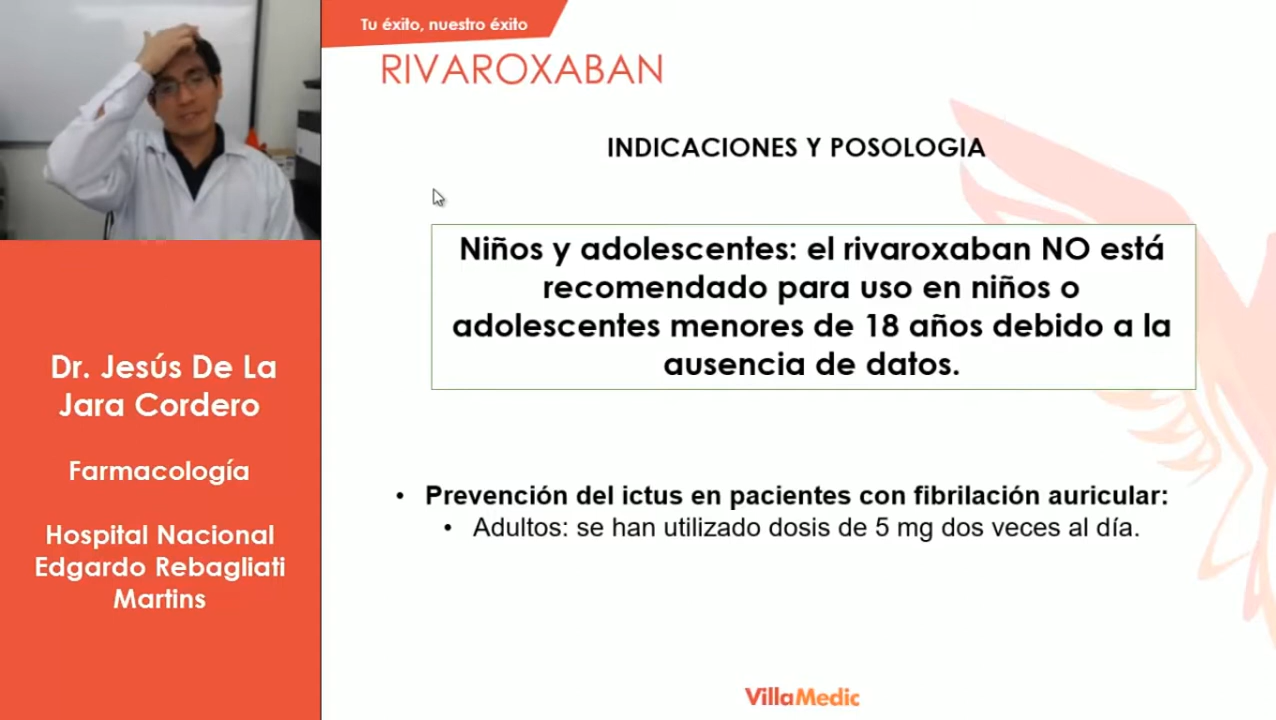 Tu éxito, nuestro éxito
RIVAROXABAN
INDICACIONES Y POSOLOGIA
Niños y adolescentes: el rivaroxaban NO está
recomendado para uso en niños o
adolescentes menores de 18 años debido a la
ausencia de datos.
• Prevención del ictus en pacientes con fibrilación auricular:
• Adultos: se han utilizado dosis de 5 mg dos veces al día.
Dr. Jesús De La
Jara Cordero
Farmacología
Hospital Nacional
Edgardo Rebagliati
Martins
VillaMedic